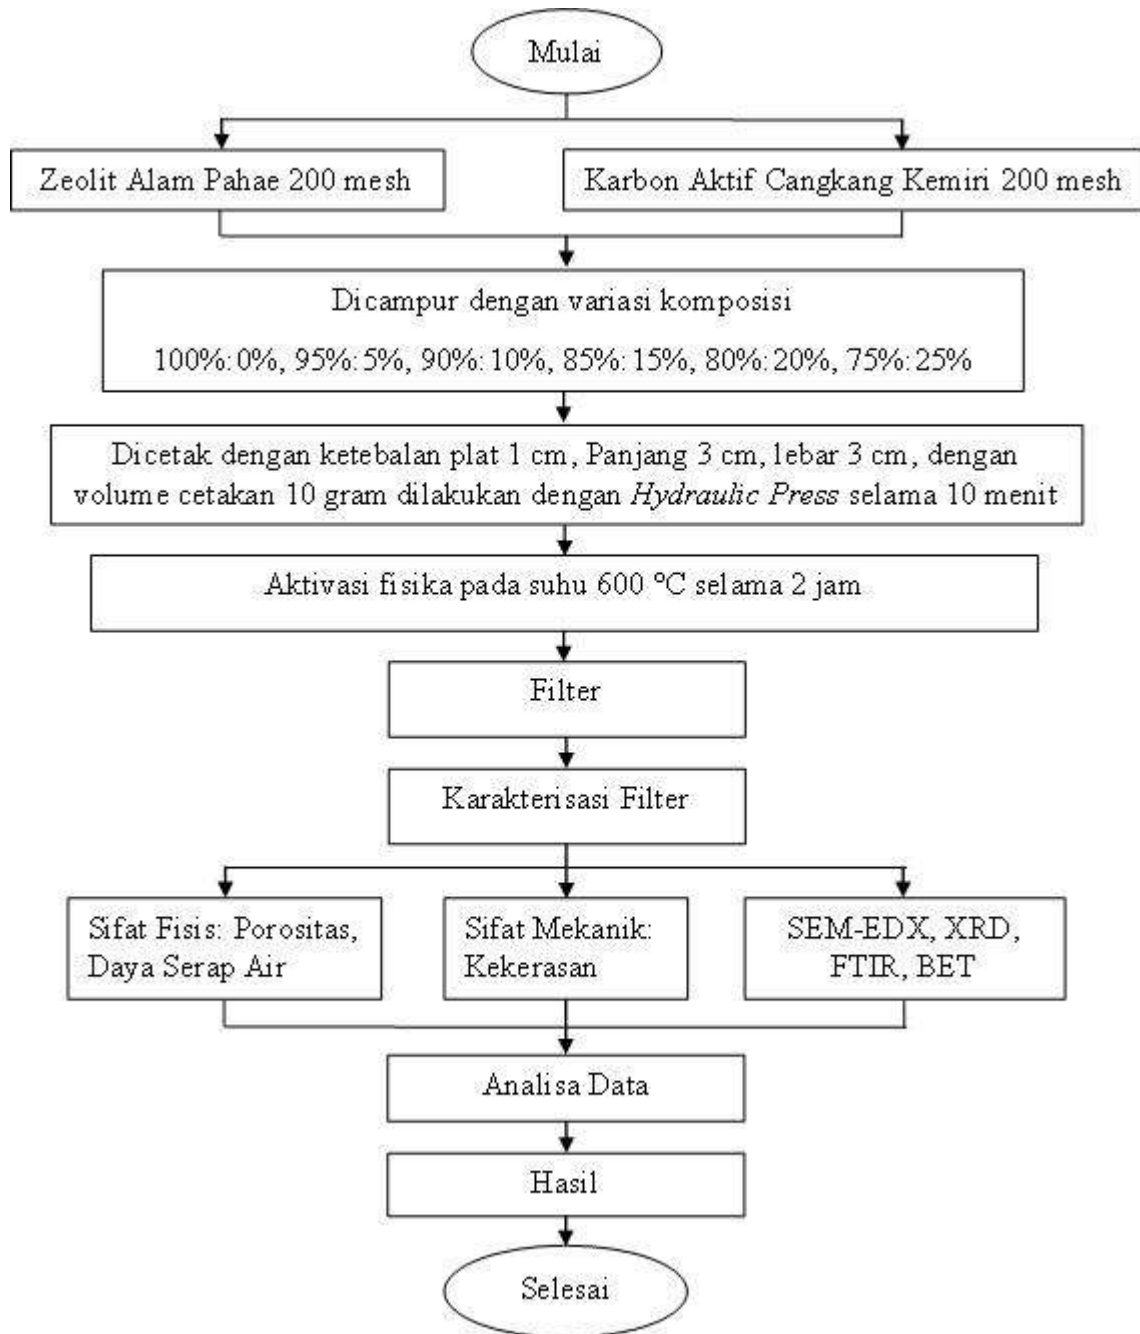 Mulai
Zeolit Alam Pahae 200 mesh
Karbon Aktif Cangkang Kemiri 200 mesh
Dicampur dengan variasi komposisi
100%:0%, 95%:5%, 90%:10%, 85%:15%, 80%:20%, 75%:25%
Dicetak dengan ketebalan plat 1 cm, Panjang 3 cm, lebar 3 cm, dengan
volume cetakan 10 gram dilakukan dengan Hydraulic Press selama 10 menit
Aktivasi fisika pada suhu 600 °C selama 2 jam
Filter
Karakterisasi Filter
Sifat Fisis: Porositas,
Daya Serap Air
Sifat Mekanik:
Kekerasan
SEM-EDX, XRD,
FTIR, BET
Analisa Data
Hasil
Selesai